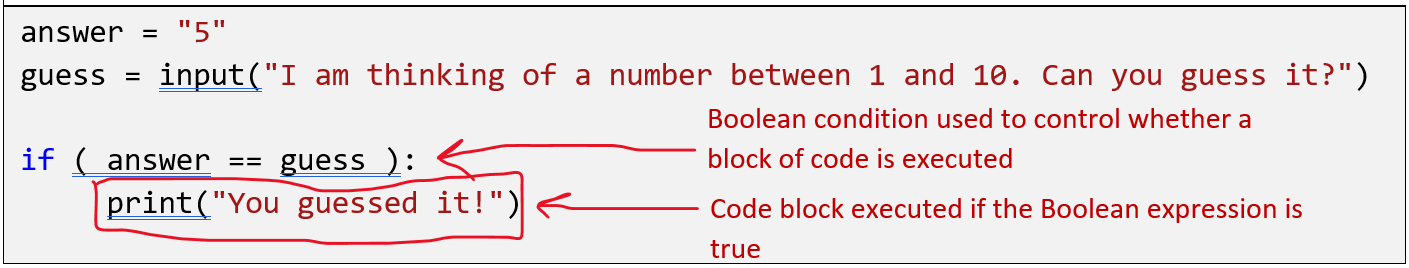 answer = "5"
guess = input("I am thinking of a number between 1 and 10. Can you guess it?")
Boolean condition used to control whether a
block of code is executed
if ( answer == guess ):
print("You guessed it!")
Code block executed if the Boolean expression is
true